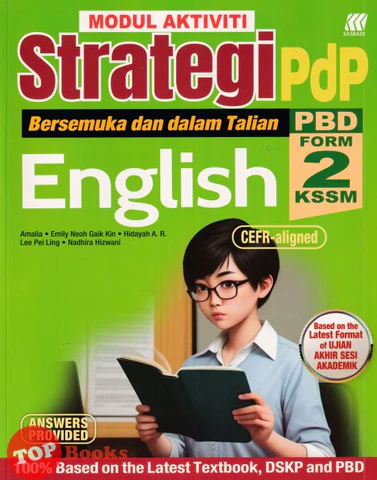 MODUL AKTIVITI
SASBADI
Strategi PdP
Bersemuka dan dalam Talian
PBD
FORM
2
KSSM
English
Amalia • Emily Neoh Gaik Kin • Hidayah A. R.
Lee Pei Ling • Nadhira Hizwani
CEFR-aligned
Based on the
Latest Format
of UJIAN
AKHIR SESI
AKADEMIK
ANSWERS
PROVIDED
TOP Books
100% Based on the Latest Textbook, DSKP and PBD